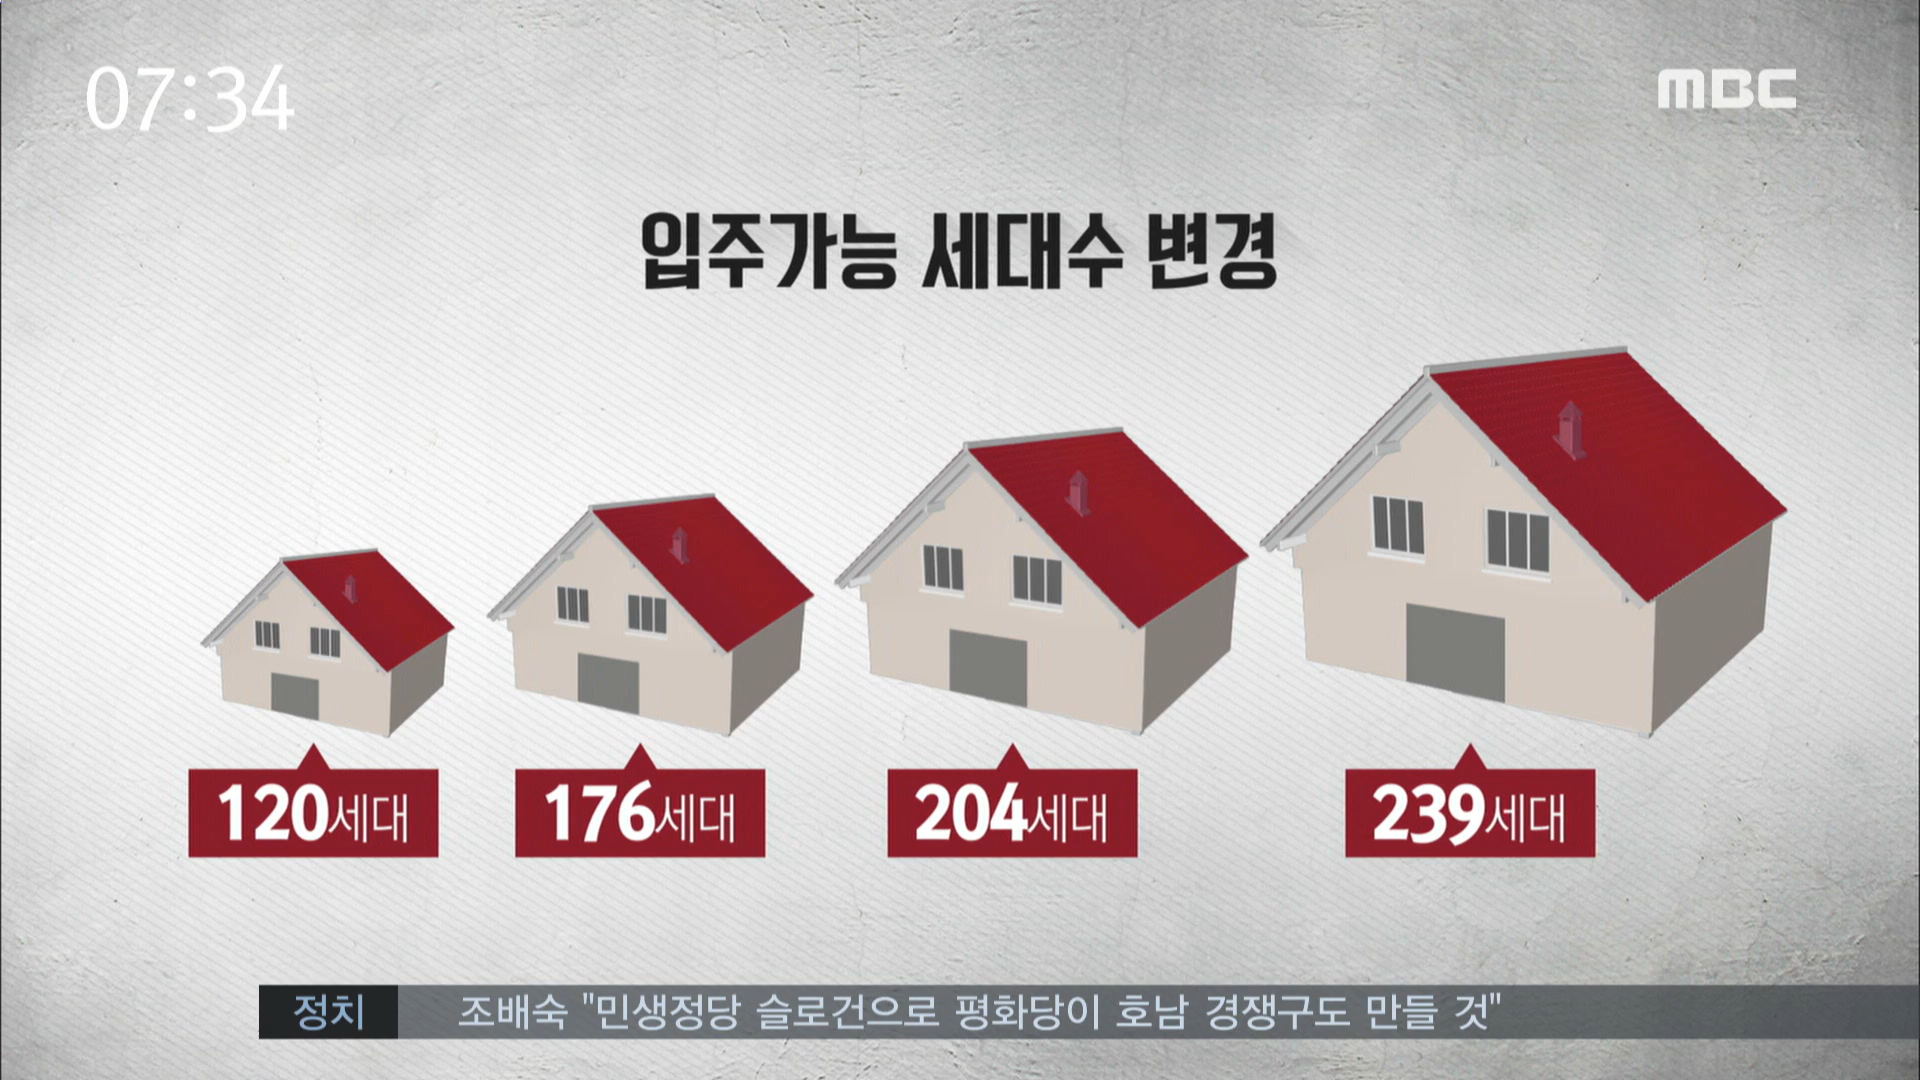 07:34
MBC
입주가능 세대수 변경
120세대
176세대
204세대
239세대
정치
조배숙 "민생정당 슬로건으로 평화당이 호남 경쟁구도 만들 것"